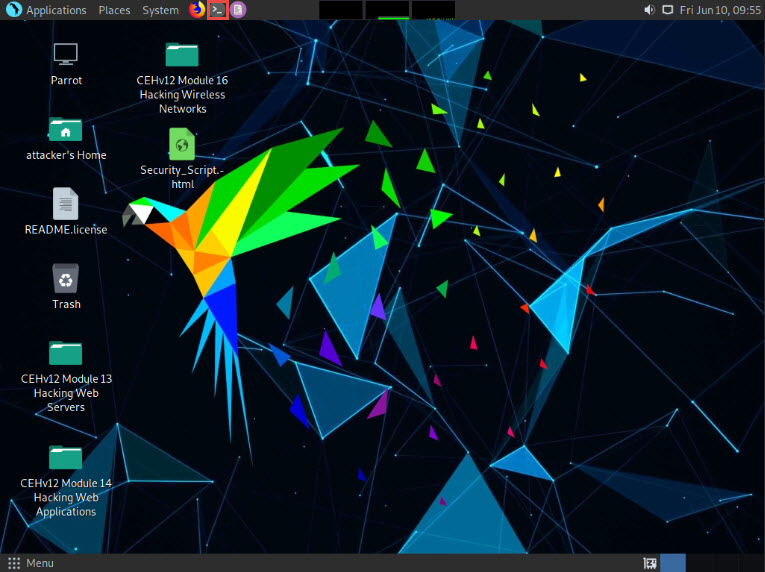 Applications Places System
Fri Jun 10, 09:55
Parrot
CEHv12 Module 16
Hacking Wireless
Networks
attacker's Home
Security_Script.-
html
README.license
Trash
CEHv12 Module 13
Hacking Web
Servers
CEHv12 Module 14
Hacking Web
Applications
Menu